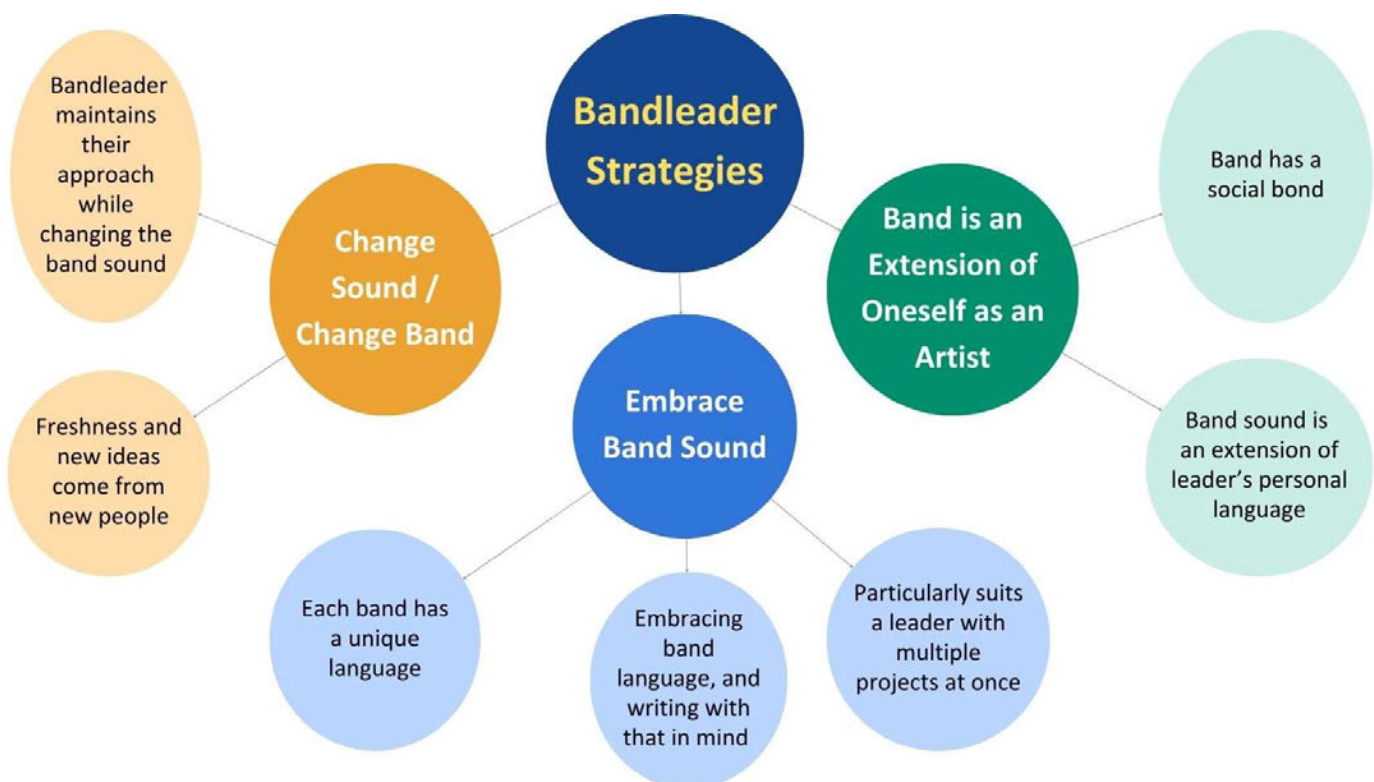 Bandleader
Strategies
Change
Sound /
Change Band
Bandleader
maintains
their
approach
while
changing the
band sound
Freshness and
new ideas
come from
new people
Embrace
Band Sound
Each band has
a unique
language
Embracing
band
language, and
writing with
that in mind
Particularly suits
a leader with
multiple
projects at once
Band is an
Extension of
Oneself as an
Artist
Band has a
social bond
Band sound is
an extension of
leader’s personal
language